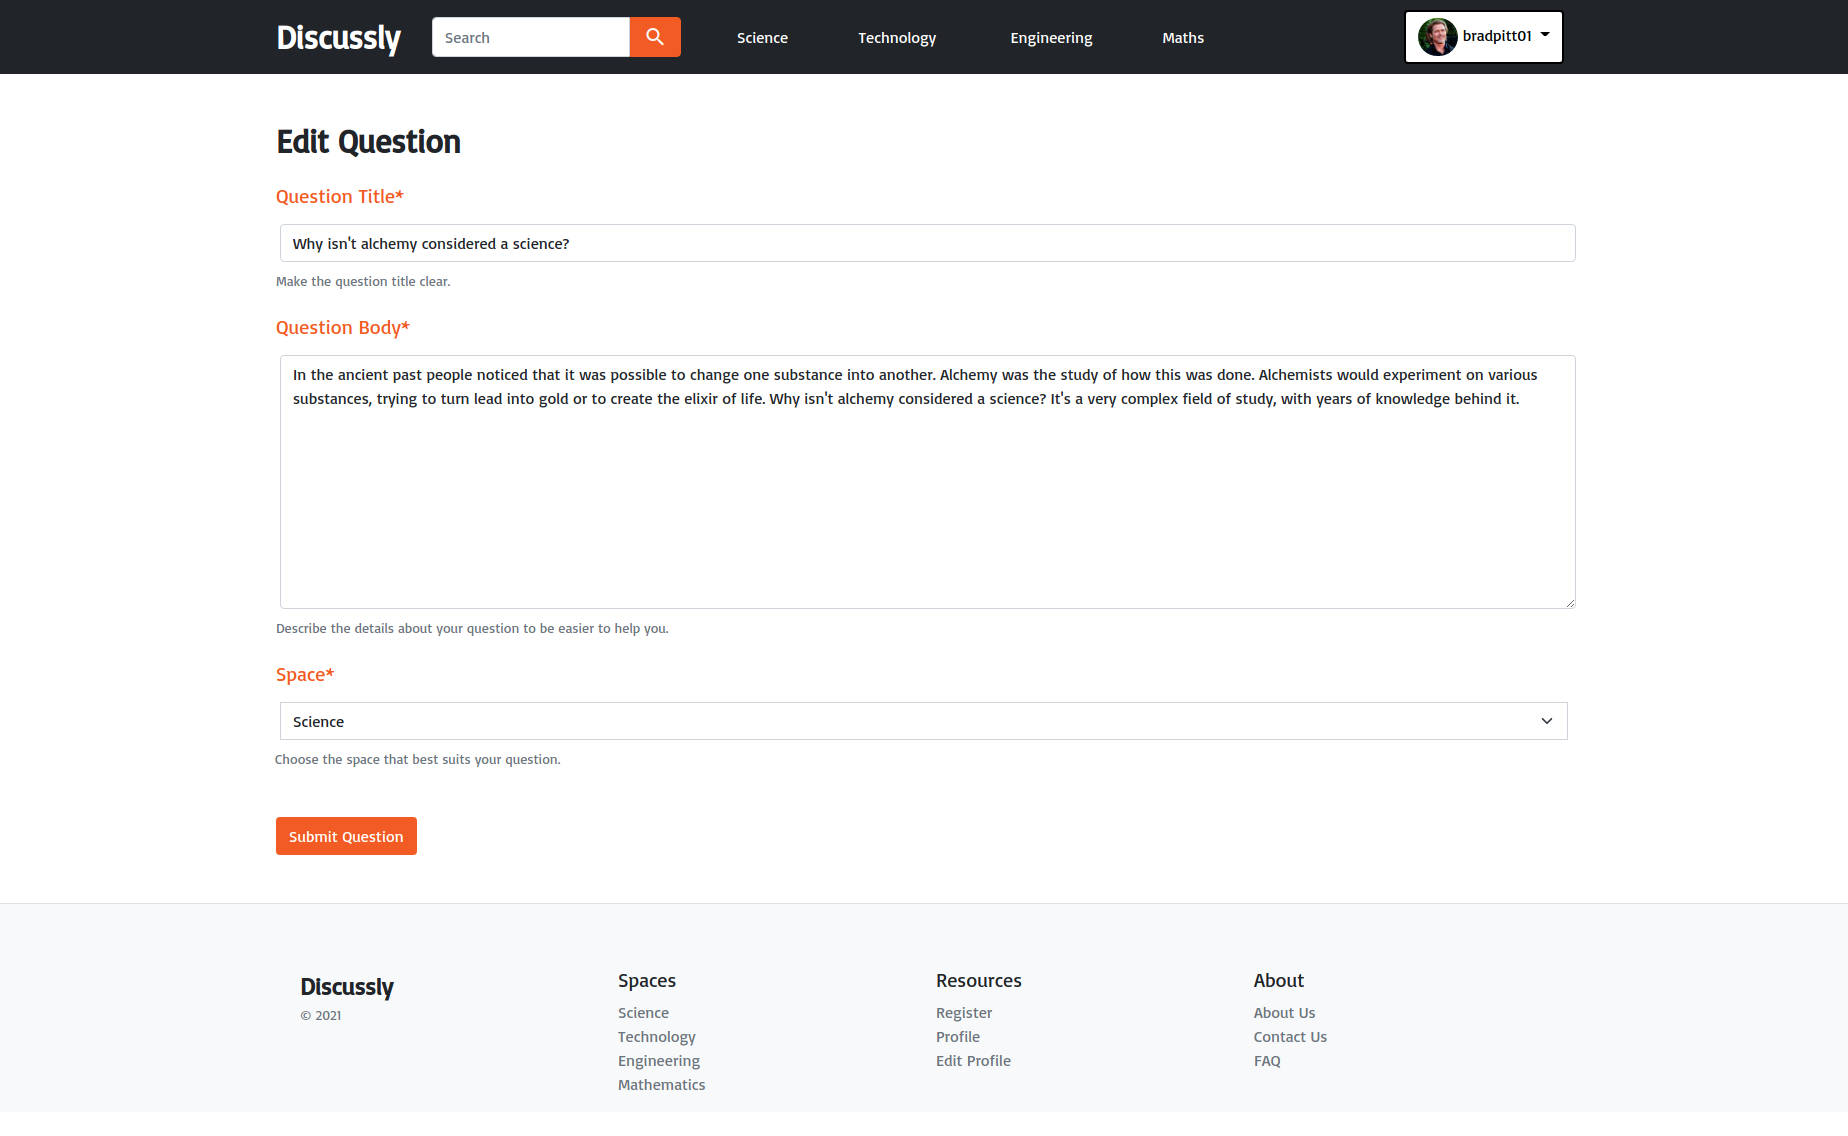 Discussly
Search
Science
Technology
Engineering
Maths
bradpitt01
Edit Question
Question Title*
Why isn't alchemy considered a science?
Make the question title clear.
Question Body*
In the ancient past people noticed that it was possible to change one substance into another. Alchemy was the study of how this was done. Alchemists would experiment on various
substances, trying to turn lead into gold or to create the elixir of life. Why isn't alchemy considered a science? It's a very complex field of study, with years of knowledge behind it.
Describe the details about your question to be easier to help you.
Space*
Science
Choose the space that best suits your question.
Submit Question
Discussly
© 2021
Spaces
Science
Technology
Engineering
Mathematics
Resources
Register
Profile
Edit Profile
About
About Us
Contact Us
FAQ